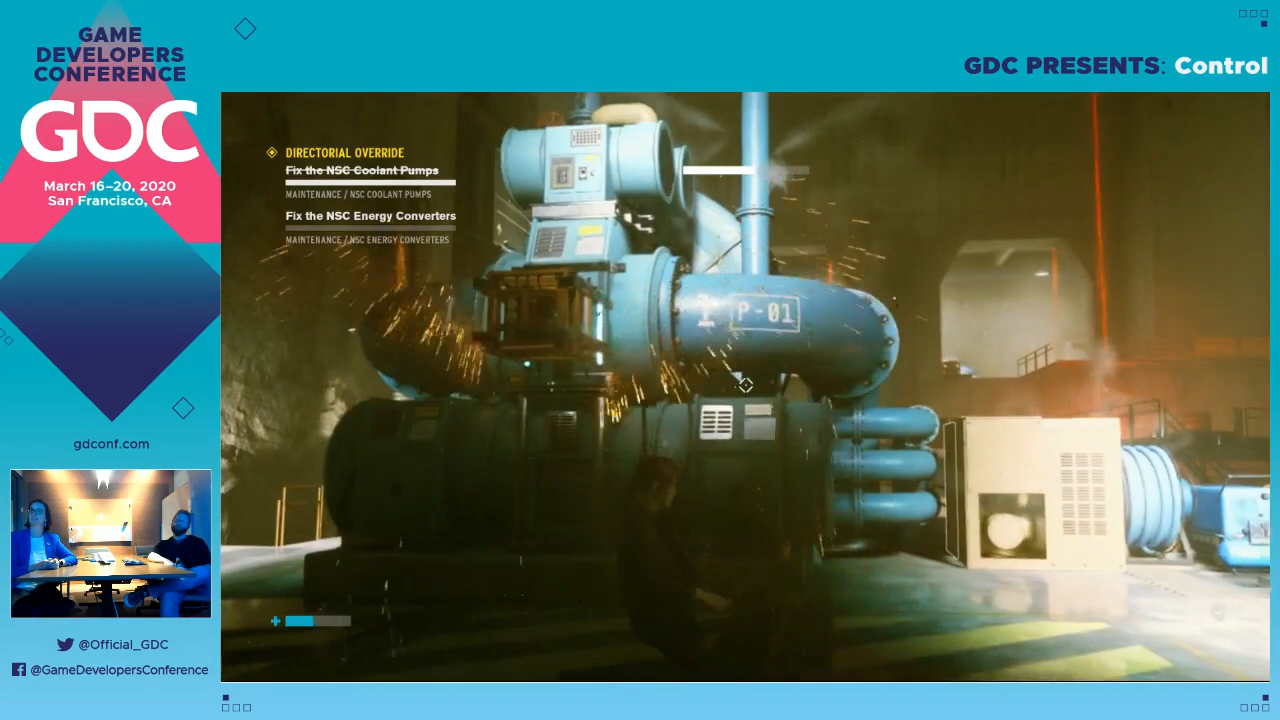 GAME
DEVELOPERS
CONFERENCE
GDC
March 16–20, 2020
San Francisco, CA
gdconf.com
@Official_GDC
@GameDevelopersConference
GDC PRESENTS: Control
DIRECTORIAL OVERRIDE
Fix the NSC Coolant Pumps
MAINTENANCE / NSC COOLANT PUMPS
Fix the NSC Energy Converters
MAINTENANCE / NSC ENERGY CONVERTERS
P-01